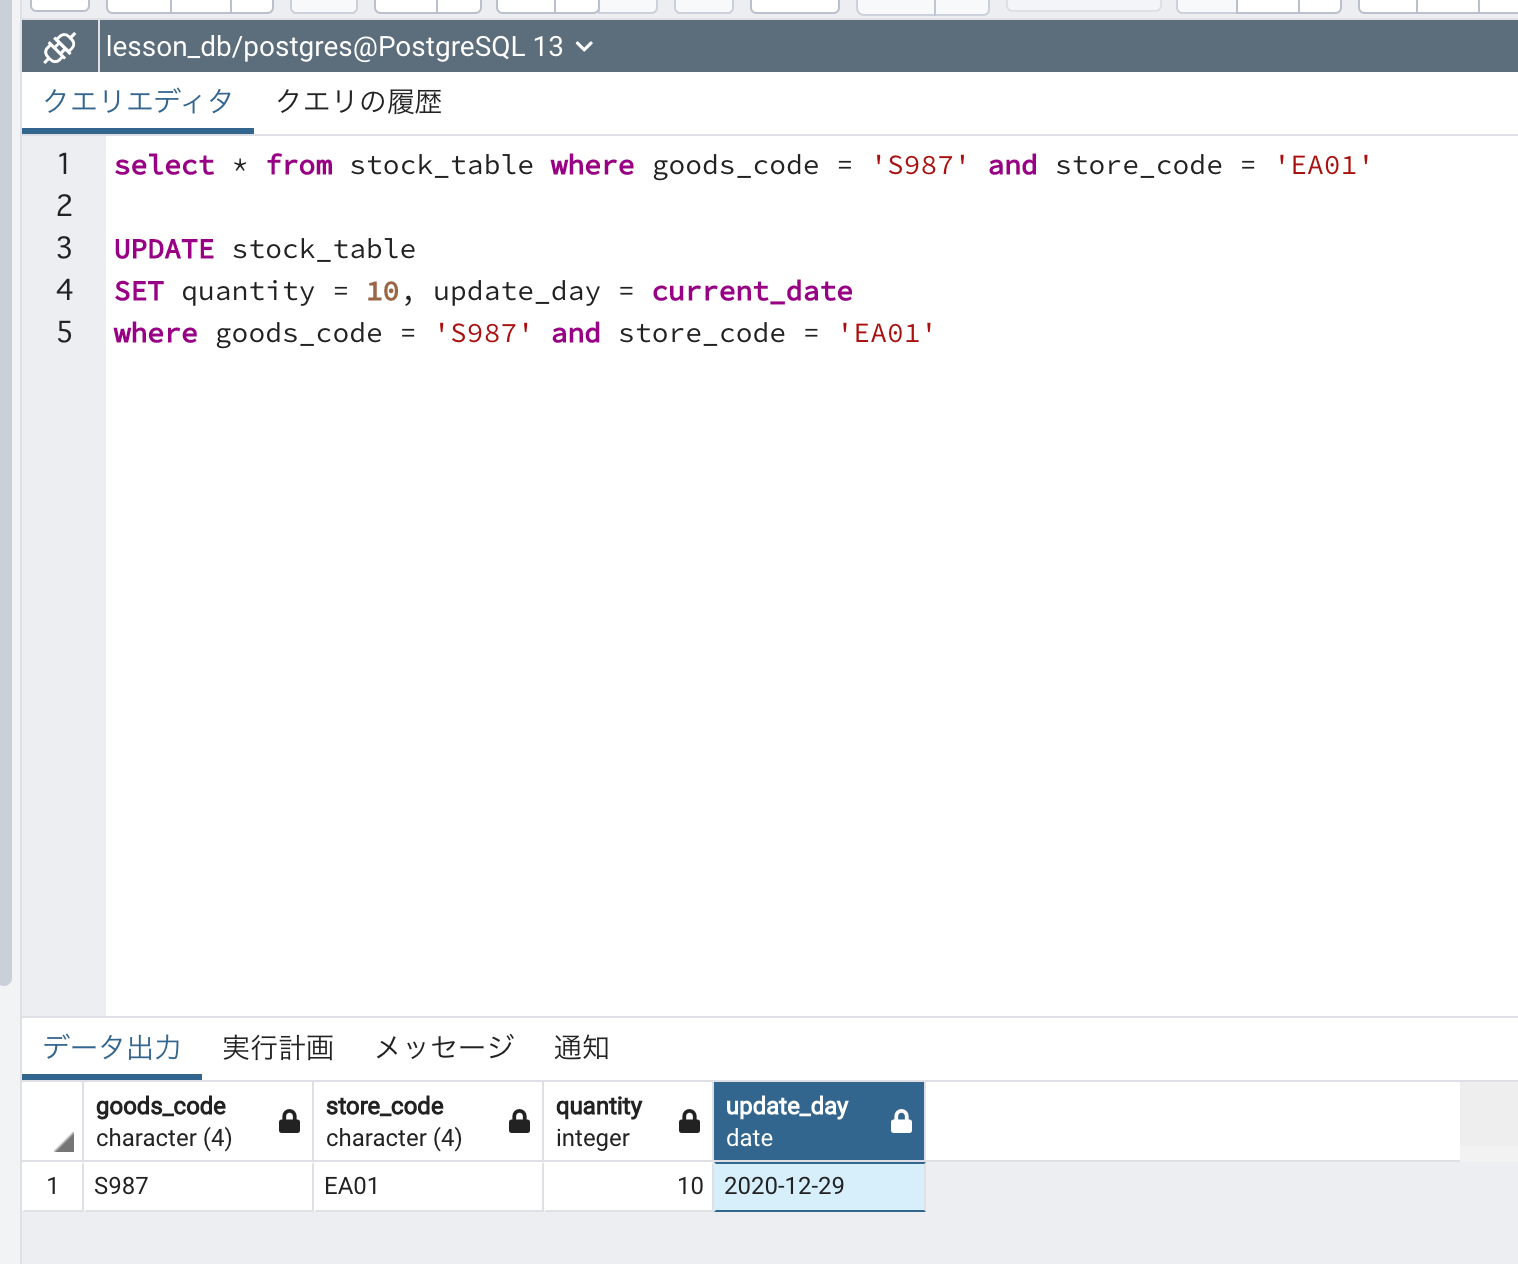 lesson_db/postgres@PostgreSQL 13
クエリエディタ クエリの履歴
1 select * from stock_table where goods_code = 'S987' and store_code = 'EA01'
2
3 UPDATE stock_table
4 SET quantity = 10, update_day = current_date
5 where goods_code = 'S987' and store_code = 'EA01'
データ出力 実行計画 メッセージ 通知
goods_code store_code quantity update_day
character (4) character (4) integer date
1 S987 EA01 10 2020-12-29